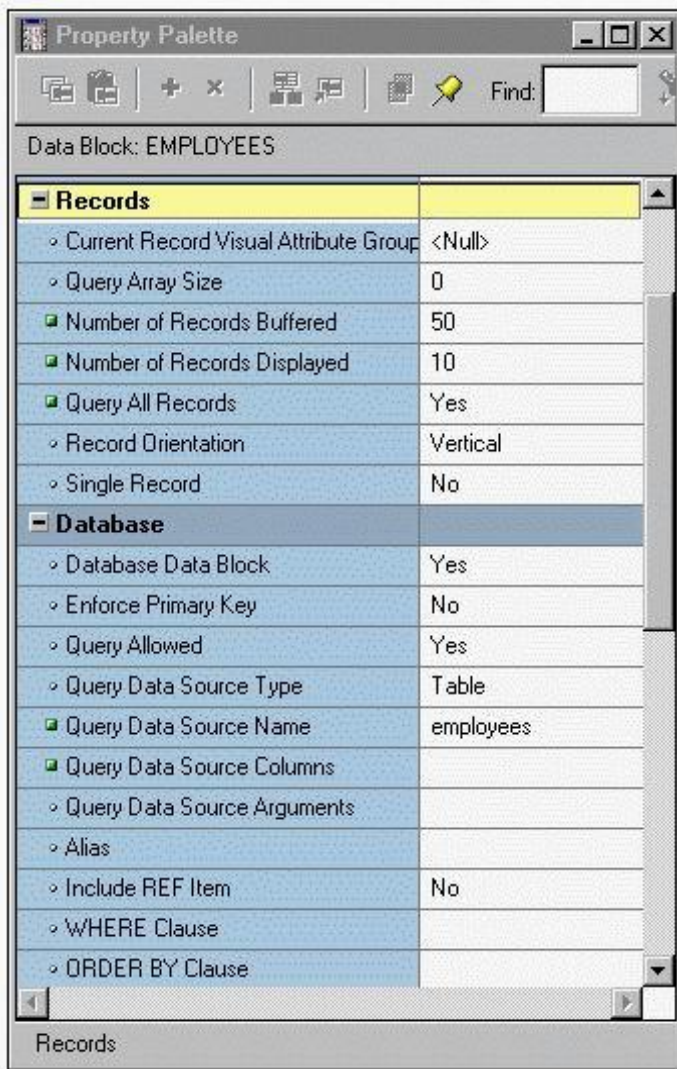 Property Palette
Find:
Data Block: EMPLOYEES
Records
Current Record Visual Attribute Group <Null>
Query Array Size 0
Number of Records Buffered 50
Number of Records Displayed 10
Query All Records Yes
Record Orientation Vertical
Single Record No
Database
Database Data Block Yes
Enforce Primary Key No
Query Allowed Yes
Query Data Source Type Table
Query Data Source Name employees
Query Data Source Columns
Query Data Source Arguments
Alias
Include REF Item No
WHERE Clause
ORDER BY Clause
Records